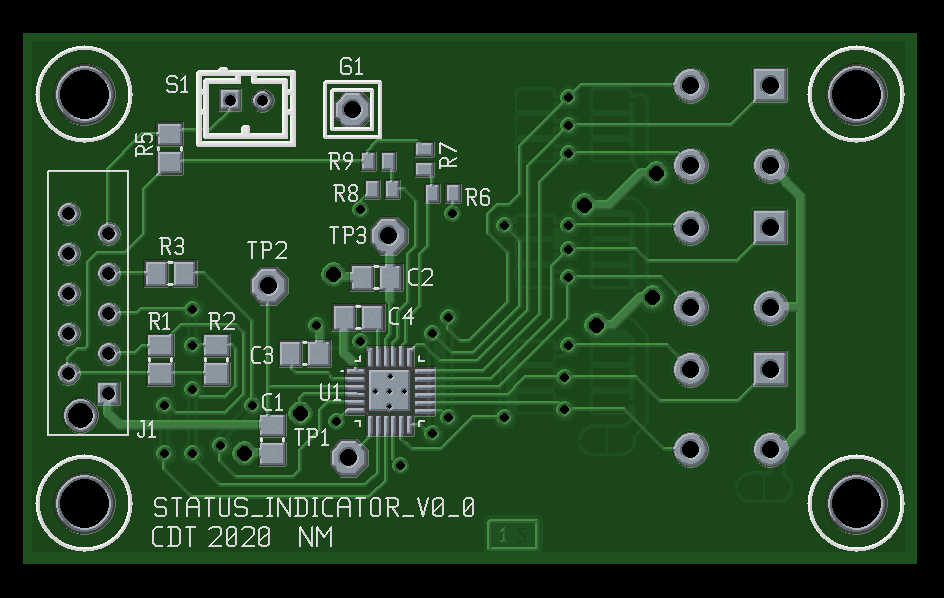 S1
G1
R5
R9
R7
R8
R6
TP3
R3
TP2
C2
C4
R1
R2
C3
U1
C1
TP1
J1
STATUS_INDICATOR_V0_0
CDT 2020 NM
1S